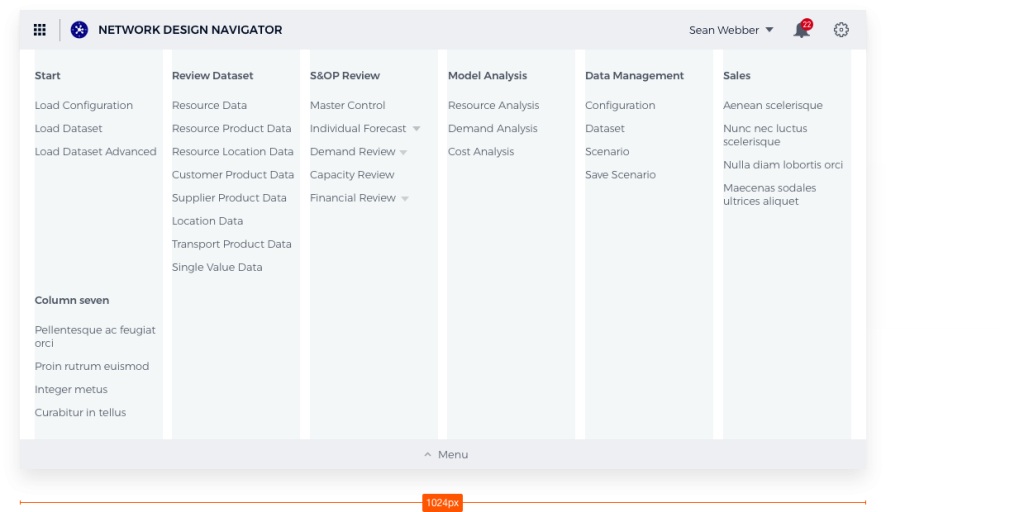 NETWORK DESIGN NAVIGATOR
Sean Webber
22
Start
Load Configuration
Load Dataset
Load Dataset Advanced
Review Dataset
Resource Data
Resource Product Data
Resource Location Data
Customer Product Data
Supplier Product Data
Location Data
Transport Product Data
Single Value Data
S&OP Review
Master Control
Individual Forecast
Demand Review
Capacity Review
Financial Review
Model Analysis
Resource Analysis
Demand Analysis
Cost Analysis
Data Management
Configuration
Dataset
Scenario
Save Scenario
Sales
Aenean scelerisque
Nunc nec luctus
scelerisque
Nulla diam lobortis orci
Maecenas sodales
ultrices aliquet
Column seven
Pellentesque ac feugiat
orci
Proin rutrum euismod
Integer metus
Curabitur in tellus
Menu
1024px